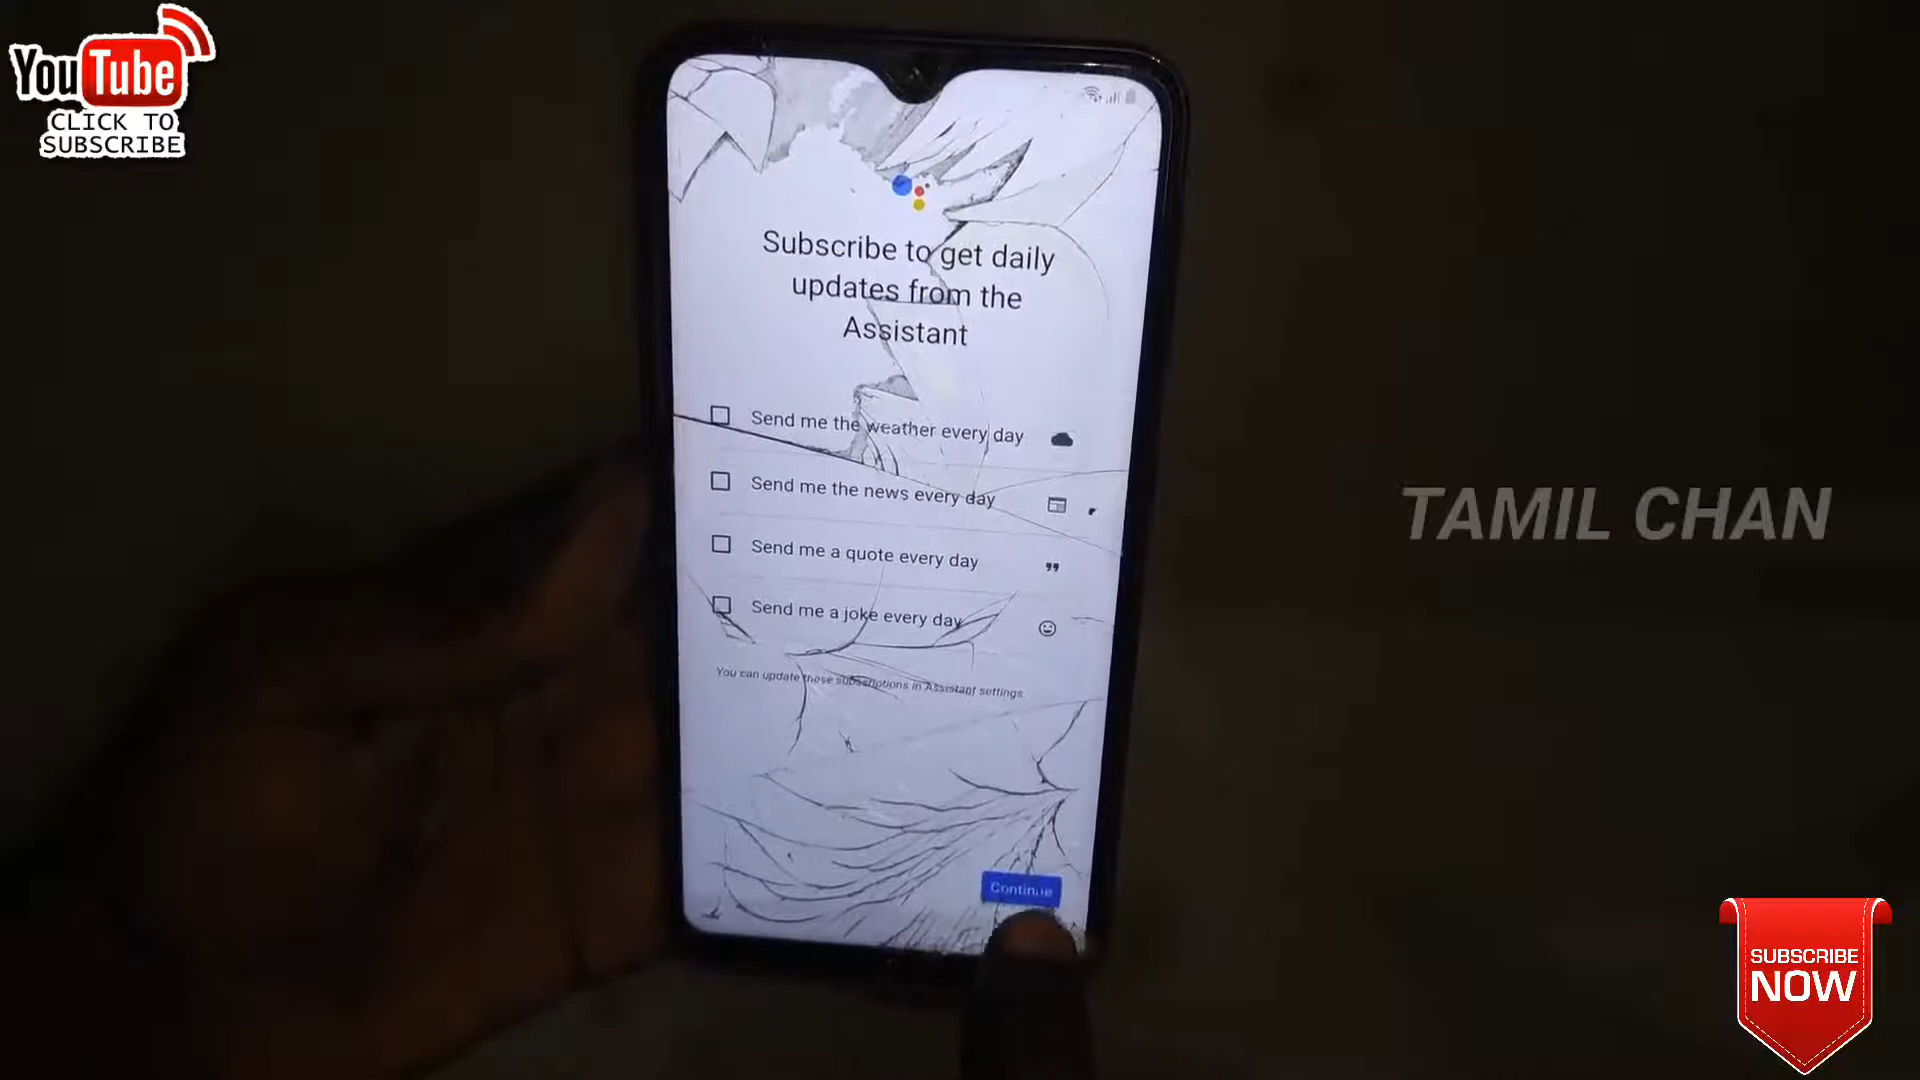 YouTube
CLICK TO
SUBSCRIBE
Subscribe to get daily
updates from the
Assistant
Send me the weather every day
Send me the news every day
Send me a quote every day
Send me a joke every day
You can update these subscriptions in Assistant settings.
Continue
TAMIL CHAN
SUBSCRIBE
NOW